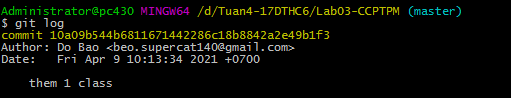 Administrator@pc430 MINGW64 /d/Tuan4-17DTHC6/Lab03-CCPTPM (master)
$ git log
commit 10a09b544b6811671442286c18b8842a2e49b1f3
Author: Do Bao <beo.supercat140@gmail.com>
Date:   Fri Apr 9 10:13:34 2021 +0700

    them 1 class